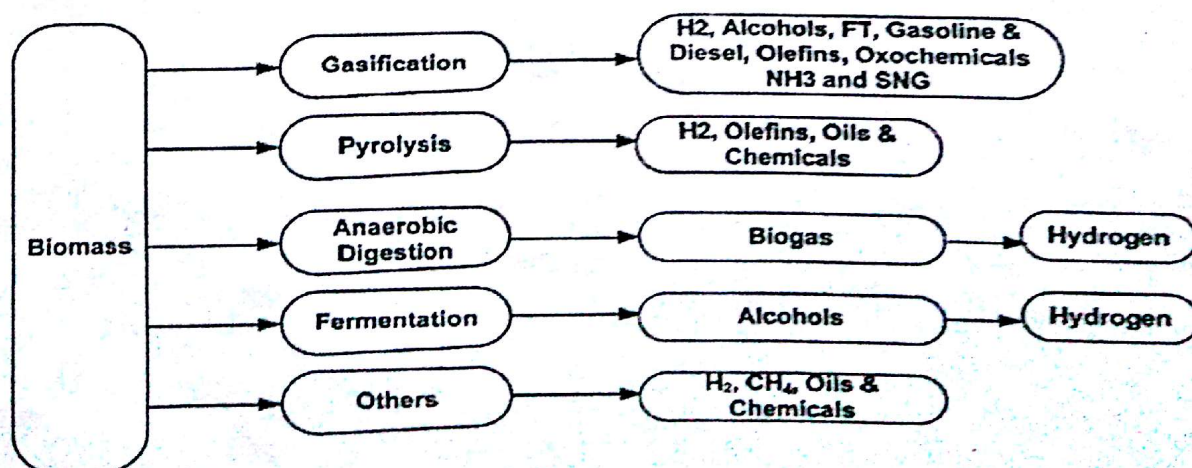 Biomass
Gasification
H2, Alcohols, FT, Gasoline &
Diesel, Olefins, Oxochemicals
NH3 and SNG
Pyrolysis
H2, Olefins, Oils &
Chemicals
Anaerobic
Digestion
Biogas
Hydrogen
Fermentation
Alcohols
Hydrogen
Others
H₂, CH₄, Oils &
Chemicals